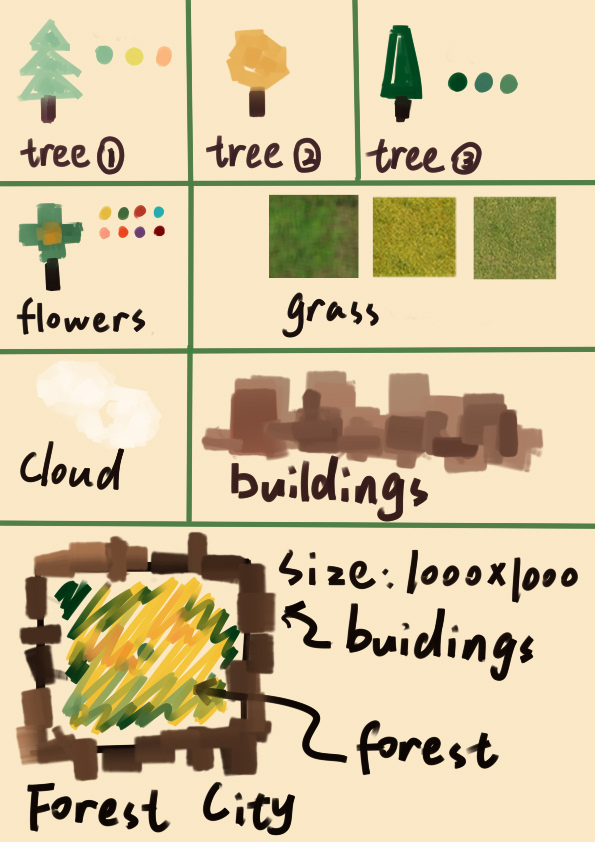 tree ①
tree ②
tree ③
flowers
grass
cloud
buildings
size: 1000x1000
buidings
forest
Forest City